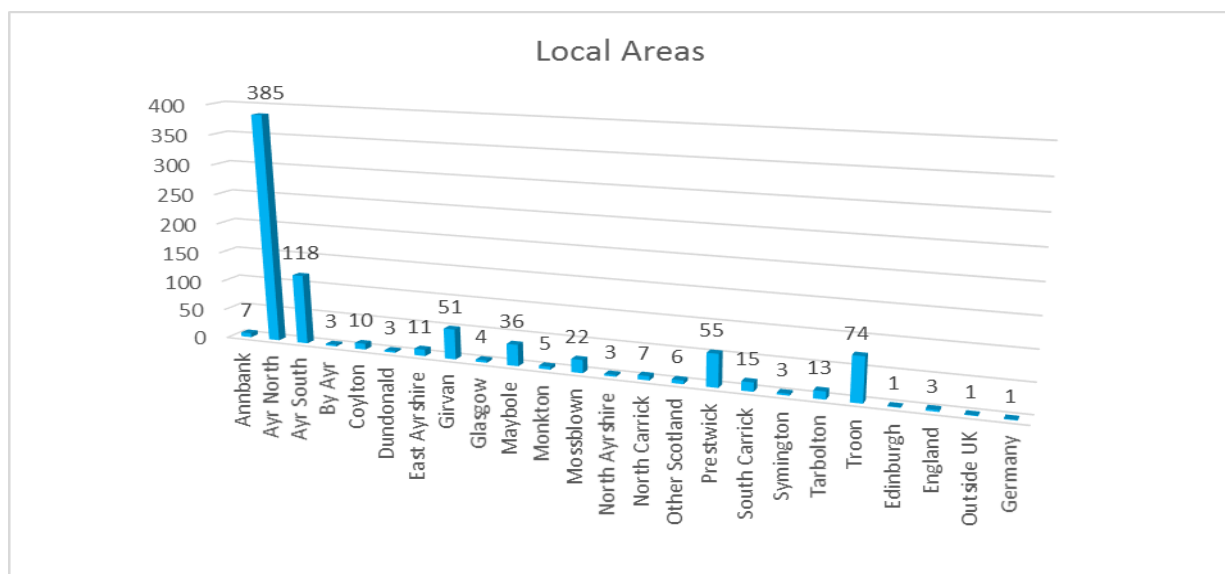 Local Areas
400
350
300
250
200
150
100
50
0
7
385
118
3
10
3
11
51
4
36
5
22
3
7
6
55
15
3
13
74
1
3
1
1
Annbank
Ayr North
Ayr South
By Ayr
Coylton
Dundonald
East Ayrshire
Girvan
Glasgow
Maybole
Monkton
Mossblown
North Ayrshire
North Carrick
Other Scotland
Prestwick
South Carrick
Symington
Tarbolton
Troon
Edinburgh
England
Outside UK
Germany